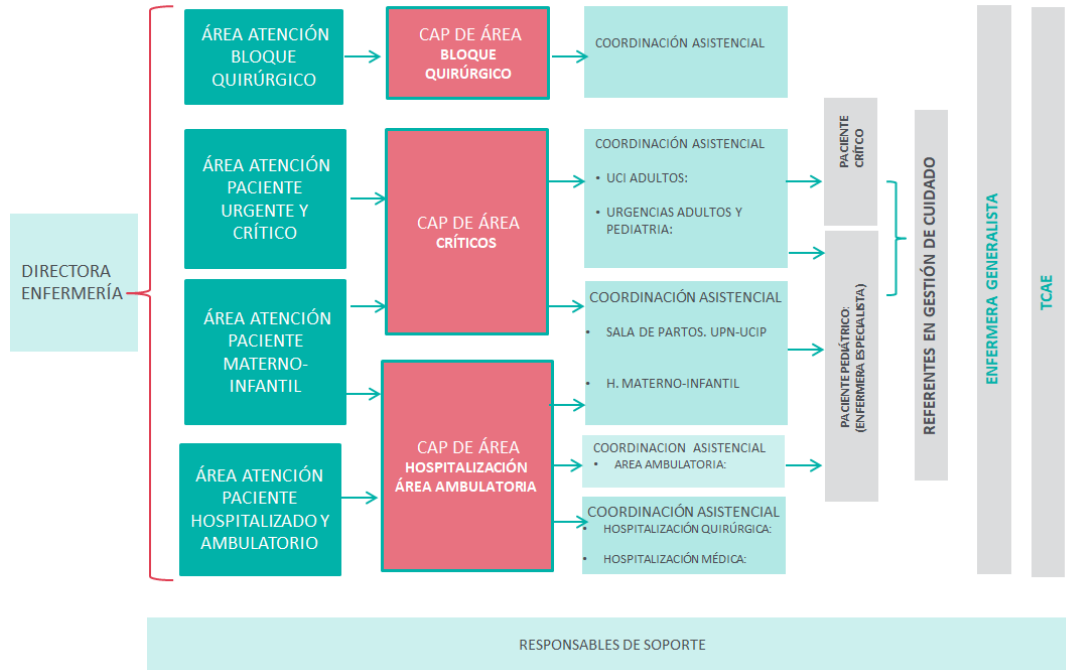 DIRECTORA
ENFERMERÍA
ÁREA ATENCIÓN
BLOQUE
QUIRÚRGICO
CAP DE ÁREA
BLOQUE
QUIRÚRGICO
COORDINACIÓN ASISTENCIAL
ÁREA ATENCIÓN
PACIENTE
URGENTE Y
CRÍTICO
CAP DE ÁREA
CRÍTICOS
COORDINACIÓN ASISTENCIAL
• UCI ADULTOS:
• URGENCIAS ADULTOS Y
PEDIATRIA:
ÁREA ATENCIÓN
PACIENTE
MATERNO-
INFANTIL
COORDINACIÓN ASISTENCIAL
• SALA DE PARTOS. UPN-UCIP
• H. MATERNO-INFANTIL
ÁREA ATENCIÓN
PACIENTE
HOSPITALIZADO Y
AMBULATORIO
CAP DE ÁREA
HOSPITALIZACIÓN
ÁREA AMBULATORIA
COORDINACION ASISTENCIAL
• AREA AMBULATORIA:
COORDINACIÓN ASISTENCIAL
• HOSPITALIZACIÓN QUIRÚRGICA:
• HOSPITALIZACIÓN MÉDICA:
PACIENTE
CRÍTCO
PACIENTE PEDIÁTRICO:
(ENFERMERA ESPECIALISTA)
REFERENTES EN GESTIÓN DE CUIDADO
ENFERMERA GENERALISTA
TCAE
RESPONSABLES DE SOPORTE